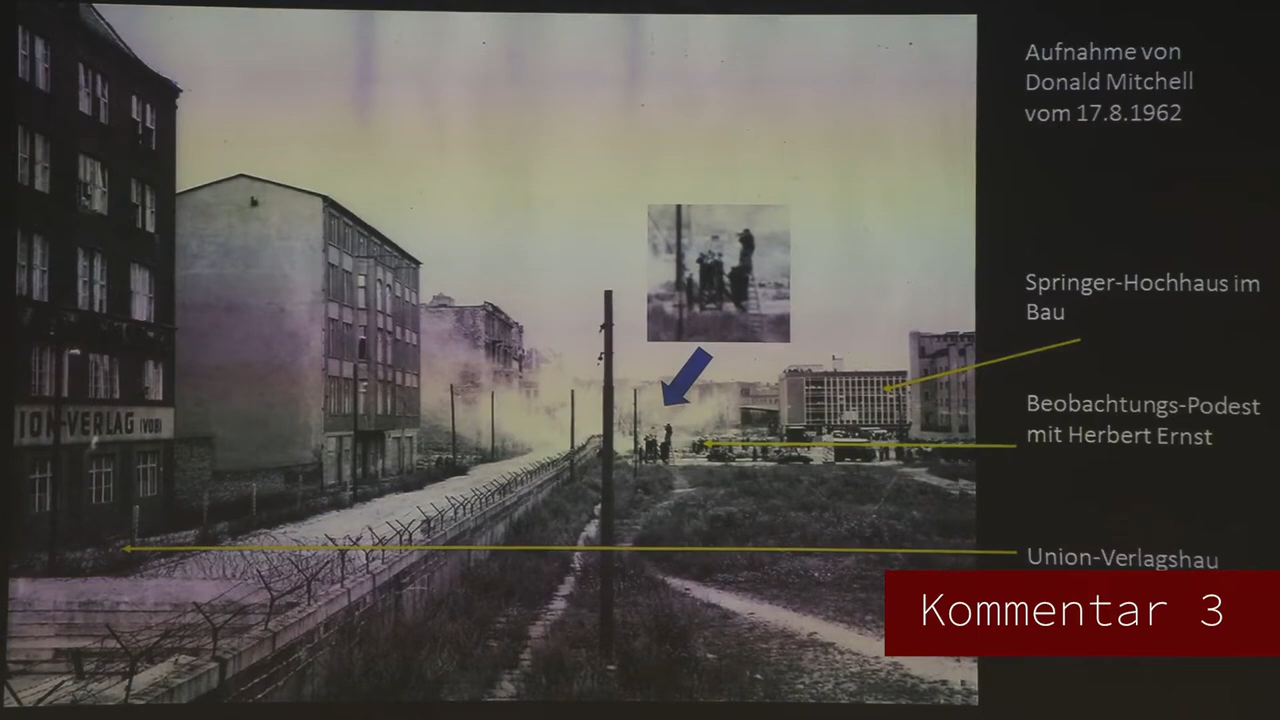 Aufnahme von
Donald Mitchell
vom 17.8.1962
Springer-Hochhaus im
Bau
Beobachtungs-Podest
mit Herbert Ernst
Union-Verlagshau
ION-VERLAG (VOB)
Kommentar 3